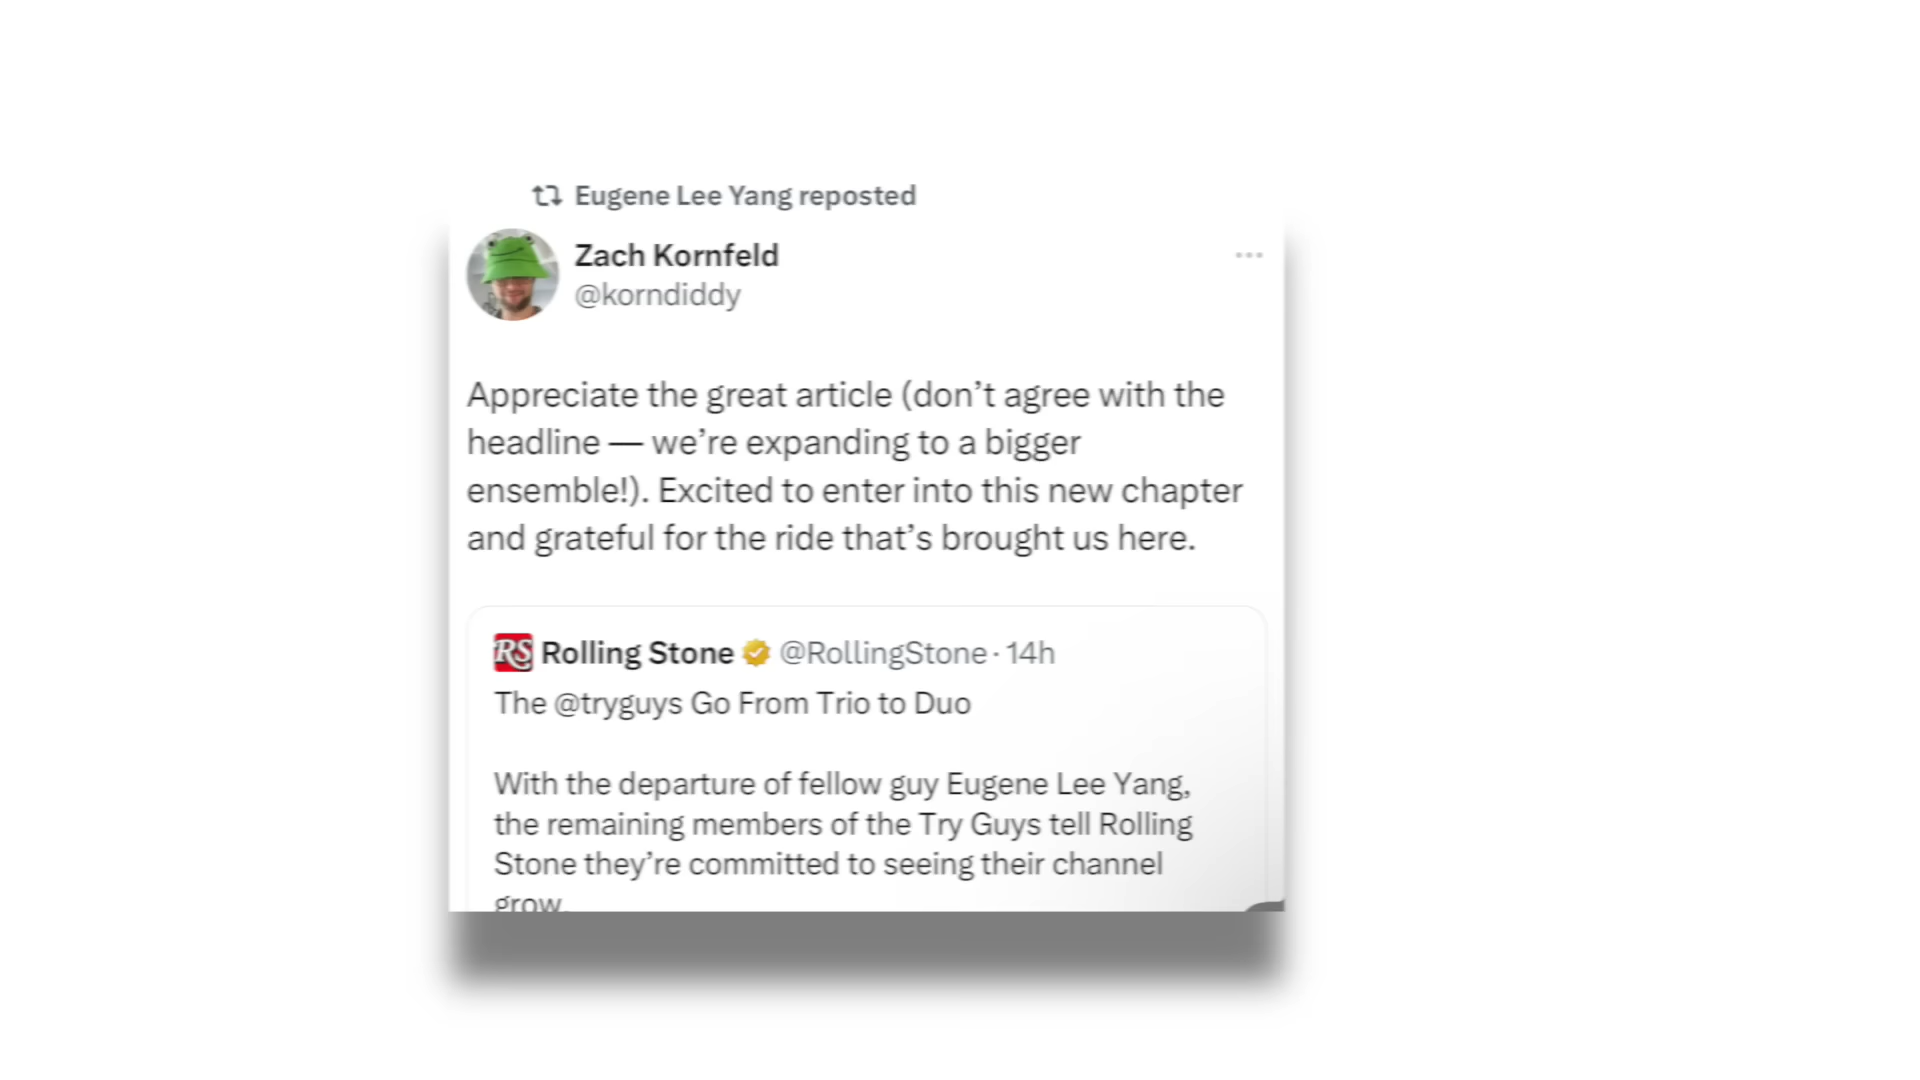 Eugene Lee Yang reposted
Zach Kornfeld
@korndiddy
Appreciate the great article (don’t agree with the
headline — we’re expanding to a bigger
ensemble!). Excited to enter into this new chapter
and grateful for the ride that’s brought us here.
RS Rolling Stone @RollingStone · 14h
The @tryguys Go From Trio to Duo
With the departure of fellow guy Eugene Lee Yang,
the remaining members of the Try Guys tell Rolling
Stone they’re committed to seeing their channel
grow.